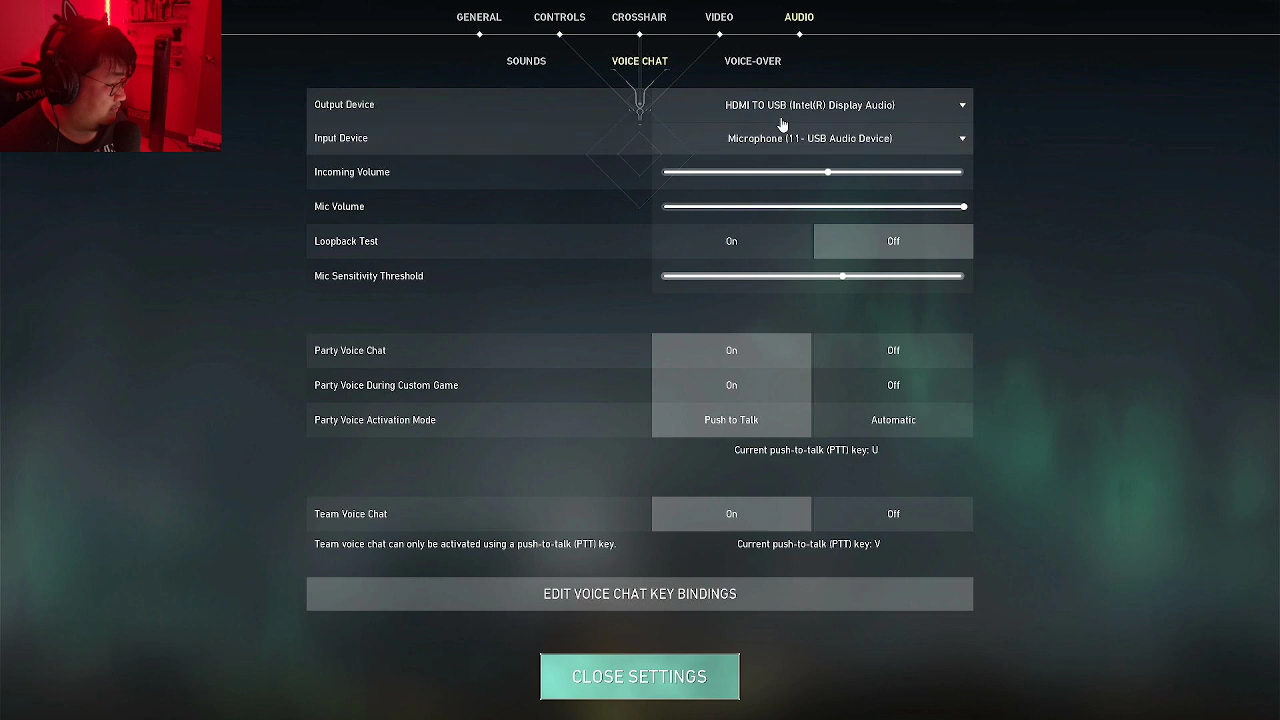 GENERAL CONTROLS CROSSHAIR VIDEO AUDIO
SOUNDS VOICE CHAT VOICE-OVER
Output Device HDMI TO USB (Intel(R) Display Audio)
Input Device Microphone (11- USB Audio Device)
Incoming Volume
Mic Volume
Loopback Test On Off
Mic Sensitivity Threshold
Party Voice Chat On Off
Party Voice During Custom Game On Off
Party Voice Activation Mode Push to Talk Automatic
Current push-to-talk (PTT) key: U
Team Voice Chat On Off
Team voice chat can only be activated using a push-to-talk (PTT) key. Current push-to-talk (PTT) key: V
EDIT VOICE CHAT KEY BINDINGS
CLOSE SETTINGS